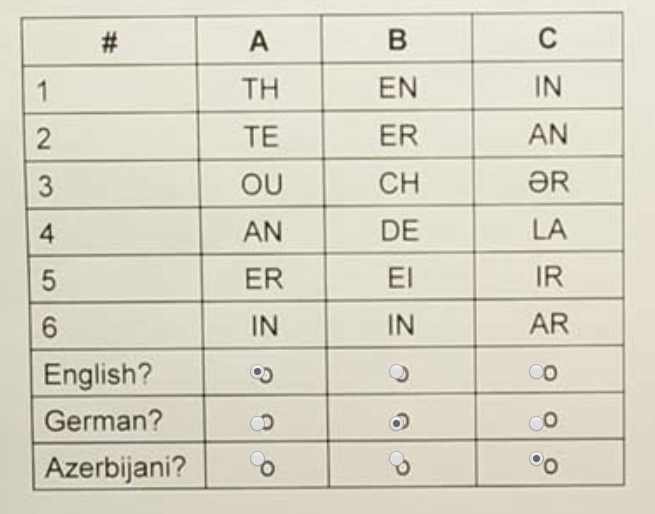 # A B C
1 TH EN IN
2 TE ER AN
3 OU CH ƏR
4 AN DE LA
5 ER EI IR
6 IN IN AR
English? o o o
German? o o o
Azerbijani? o o o